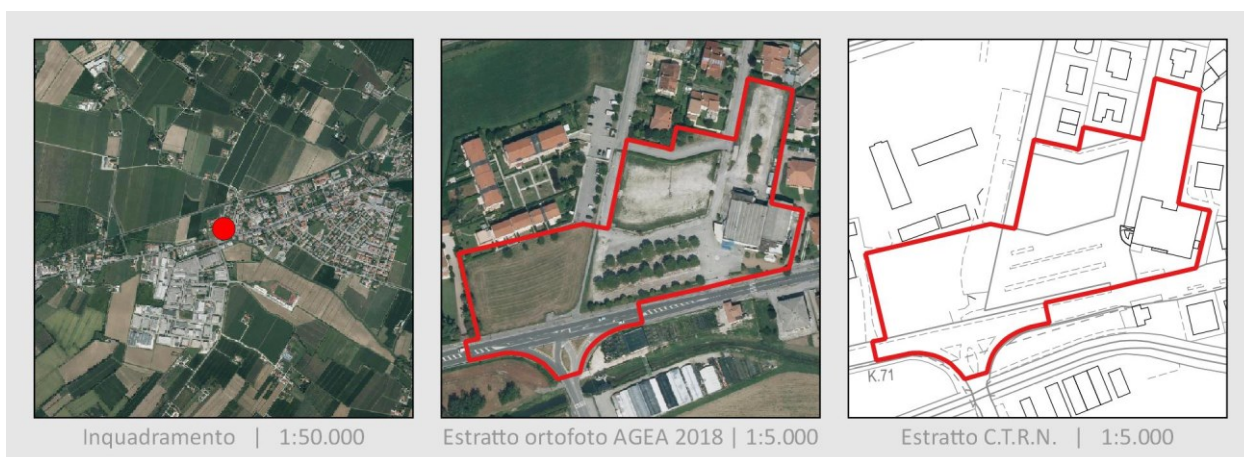 K.71
Inquadramento | 1:50.000
Estratto ortofoto AGEA 2018 | 1:5.000
Estratto C.T.R.N. | 1:5.000